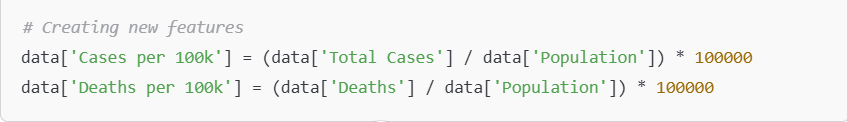 # Creating new features
data['Cases per 100k'] = (data['Total Cases'] / data['Population']) * 100000
data['Deaths per 100k'] = (data['Deaths'] / data['Population']) * 100000